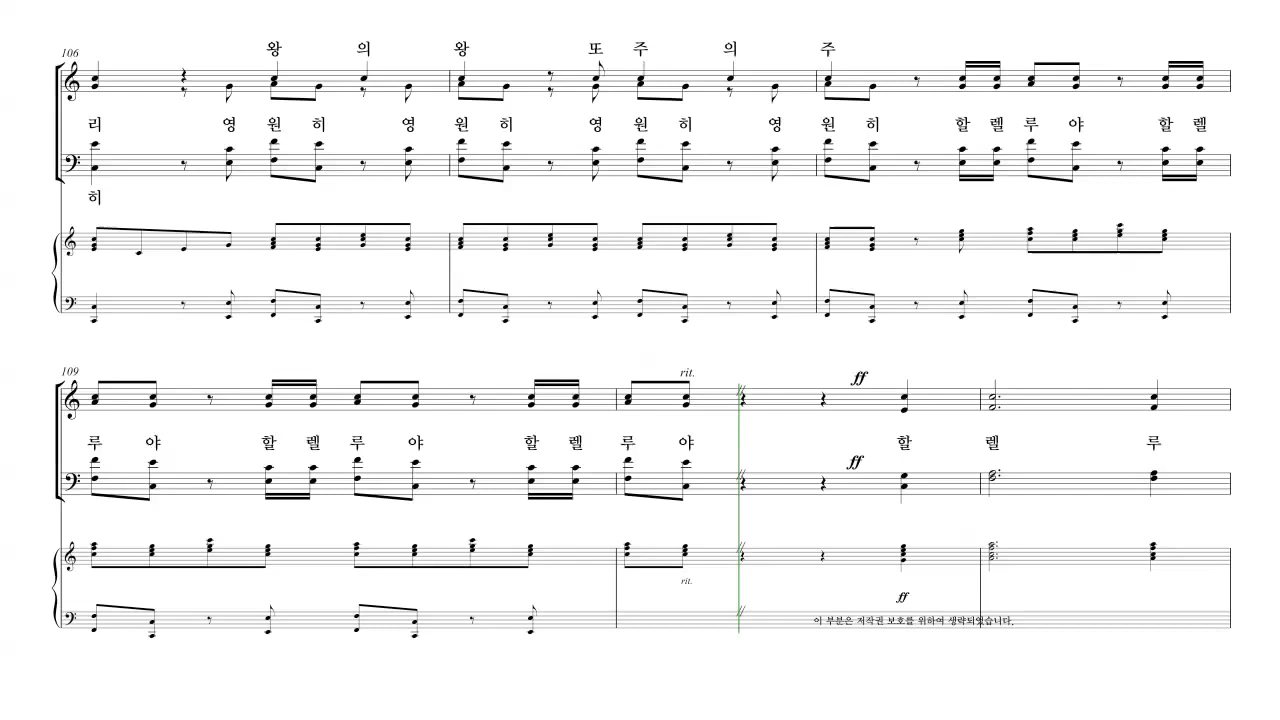 106
왕 의 왕 또 주 의 주
리 영 원 히 영 원 히 영 원 히 영 원 히 할 렐 루 야 할 렐
히
109
rit.
ff
루 야 할 렐 루 야 할 렐 루 야 할 렐 루
ff
rit.
ff
이 부분은 저작권 보호를 위하여 생략되었습니다.